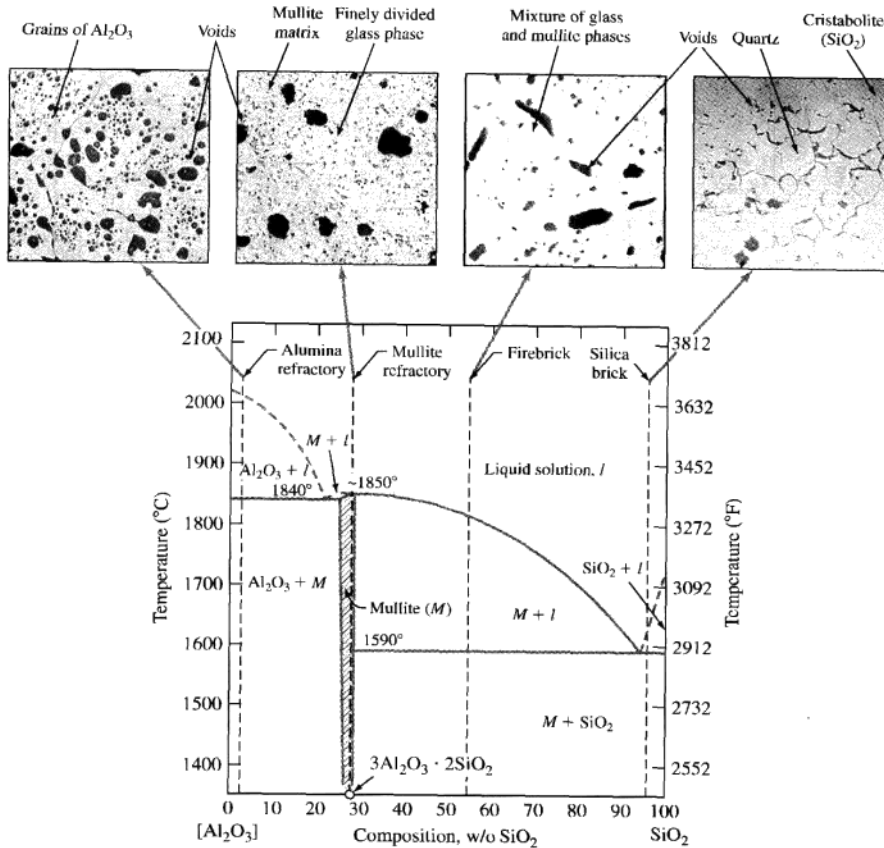 Grains of Al₂O₃
Voids
Mullite
matrix
Finely divided
glass phase
Mixture of glass
and mullite phases
Voids
Quartz
Cristabolite
(SiO₂)
2100
2000
1900
1800
1700
1600
1500
1400
Temperature (°C)
3812
3632
3452
3272
3092
2912
2732
2552
Temperature (°F)
Alumina
refractory
Mullite
refractory
Firebrick
Silica
brick
M + l
Al₂O₃ + l
1840°
~1850°
Liquid solution, l
SiO₂ + l
Al₂O₃ + M
Mullite (M)
M + l
1590°
M + SiO₂
3Al₂O₃ · 2SiO₂
0 10 20 30 40 50 60 70 80 90 100
[Al₂O₃] Composition, w/o SiO₂ SiO₂